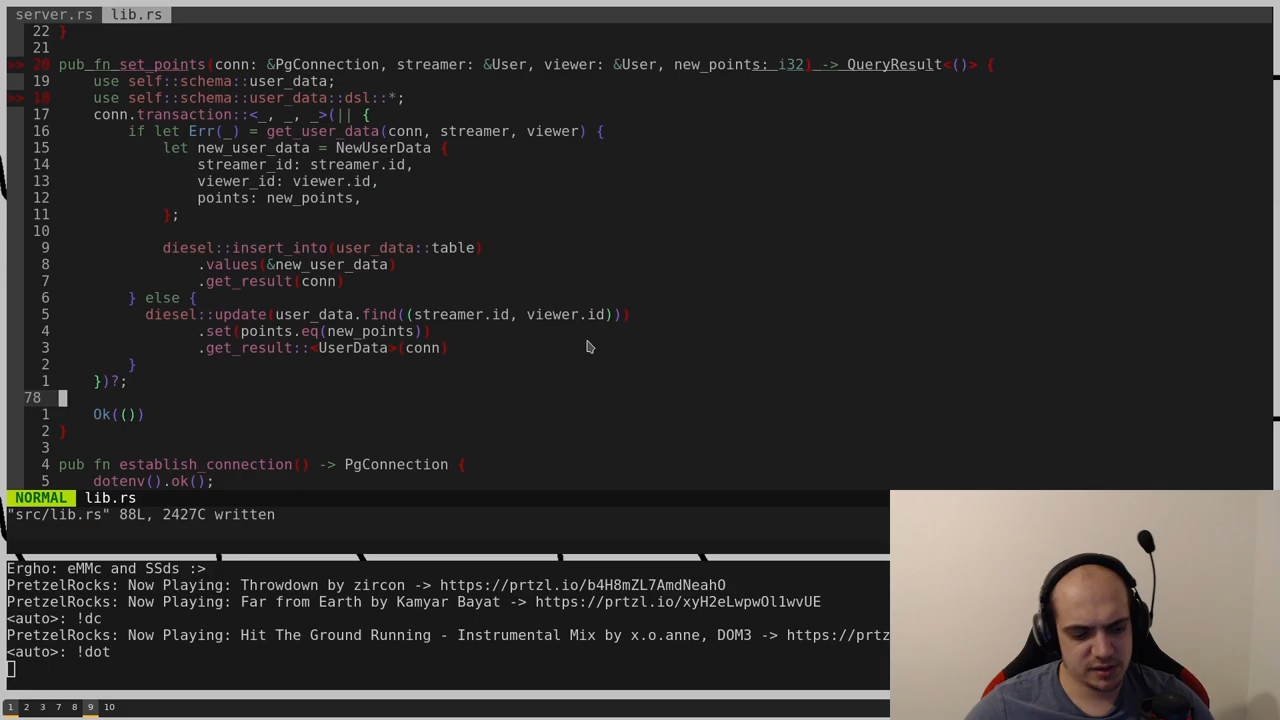 server.rs lib.rs
22 }
21
>> 20 pub fn set_points(conn: &PgConnection, streamer: &User, viewer: &User, new_points: i32) -> QueryResult<()> {
19 use self::schema::user_data;
>> 18 use self::schema::user_data::dsl::*;
17 conn.transaction::<_, _, _>(|| {
16 if let Err(_) = get_user_data(conn, streamer, viewer) {
15 let new_user_data = NewUserData {
14 streamer_id: streamer.id,
13 viewer_id: viewer.id,
12 points: new_points,
11 };
10
9 diesel::insert_into(user_data::table)
8 .values(&new_user_data)
7 .get_result(conn)
6 } else {
5 diesel::update(user_data.find((streamer.id, viewer.id)))
4 .set(points.eq(new_points))
3 .get_result::<UserData>(conn)
2 }
1 })?;
78
1 Ok(())
2 }
3
4 pub fn establish_connection() -> PgConnection {
5 dotenv().ok();
NORMAL lib.rs
"src/lib.rs" 88L, 2427C written
Ergho: eMMc and SSds :>
PretzelRocks: Now Playing: Throwdown by zircon -> https://prtzl.io/b4H8mZL7AmdNeahO
PretzelRocks: Now Playing: Far from Earth by Kamyar Bayat -> https://prtzl.io/xyH2eLwpwOl1wvUE
<auto>: !dc
PretzelRocks: Now Playing: Hit The Ground Running - Instrumental Mix by x.o.anne, DOM3 -> https://prtz
<auto>: !dot
1 2 3 4 5 6 7 8 9 10